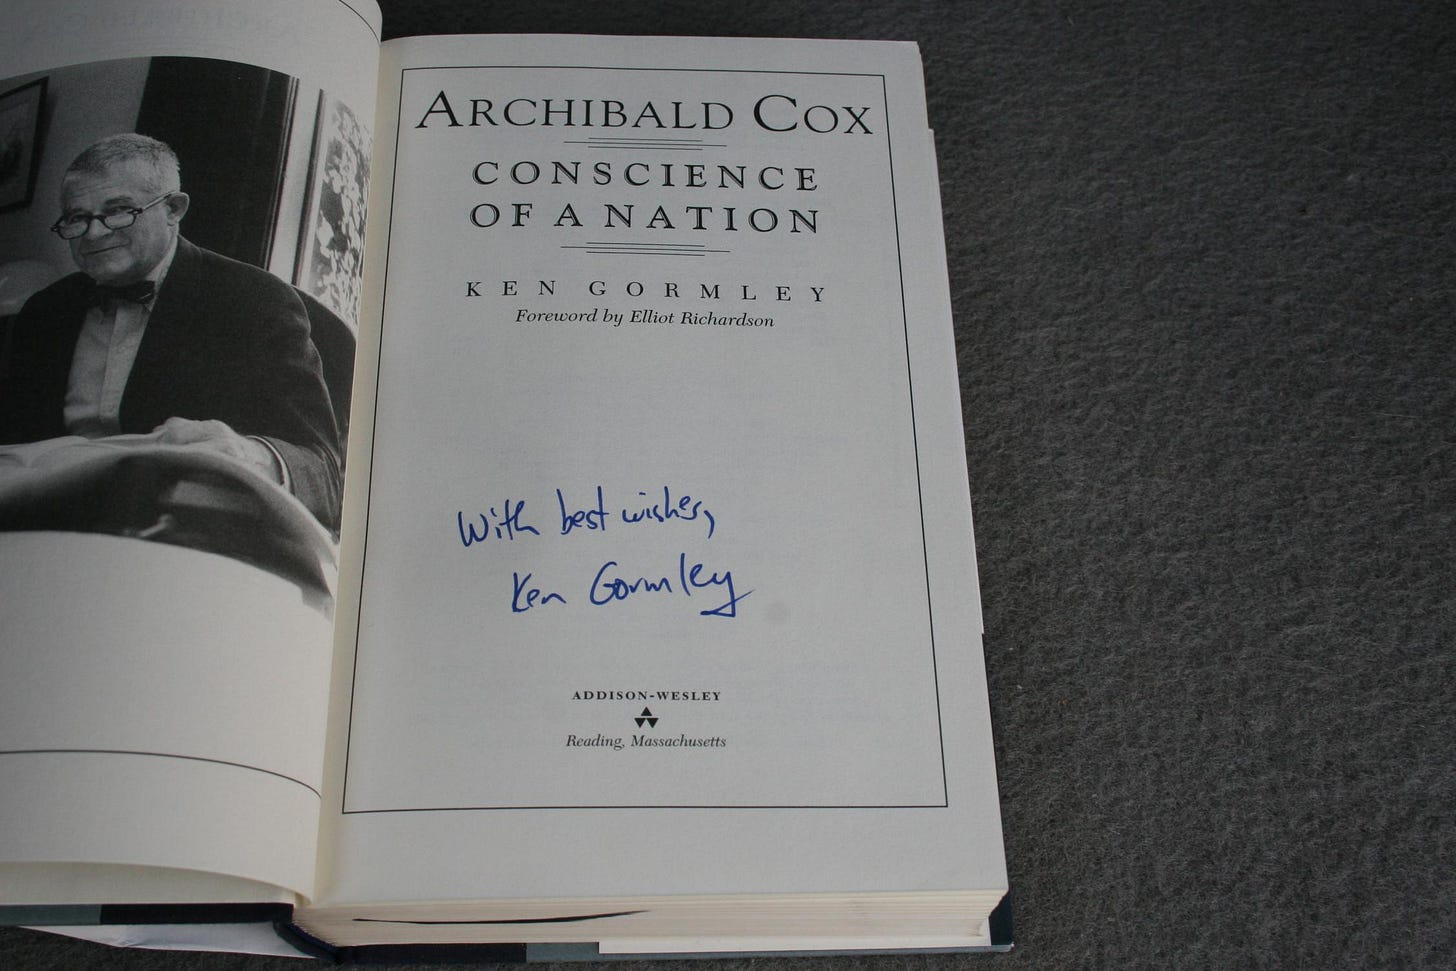 ARCHIBALD COX
CONSCIENCE
OF A NATION
KEN GORMLEY
Foreword by Elliot Richardson
With best wishes,
Ken Gormley
ADDISON-WESLEY
Reading, Massachusetts